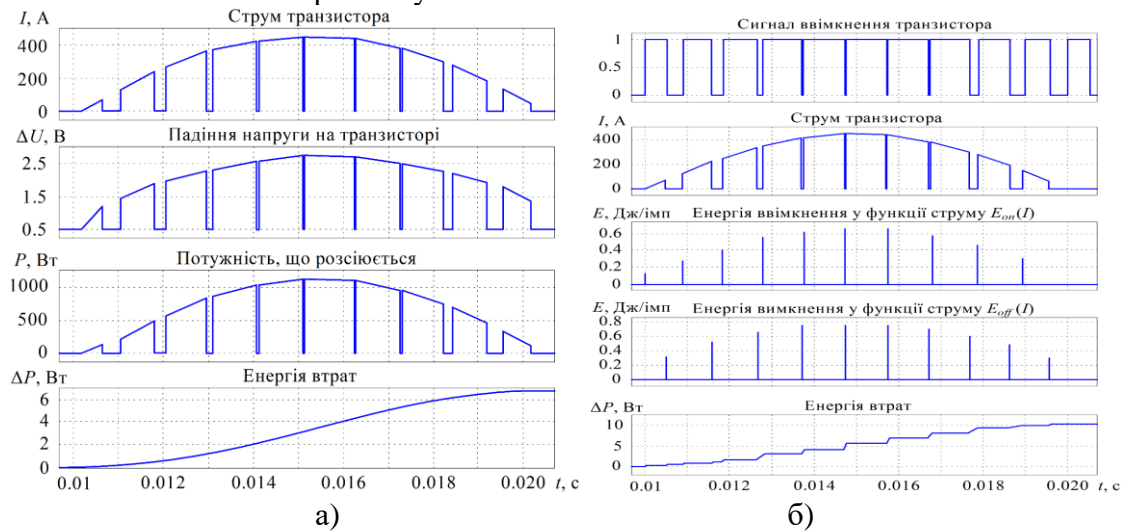 Струм транзистора
I, А
400
200
0
ΔU, В
Падіння напруги на транзисторі
2.5
1.5
0.5
P, Вт
Потужність, що розсіюється
1000
500
0
ΔP, Вт
Енергія втрат
6
4
2
0
0.01 0.012 0.014 0.016 0.018 0.020 t, с
а)
Сигнал ввімкнення транзистора
1
0.5
0
I, А
Струм транзистора
400
200
0
E, Дж/імп Енергія ввімкнення у функції струму Eon(I)
0.6
0.4
0.2
0
E, Дж/імп Енергія вимкнення у функції струму Eoff(I)
0.8
0.6
0.4
0.2
0
ΔP, Вт
Енергія втрат
10
5
0
0.01 0.012 0.014 0.016 0.018 0.020 t, с
б)